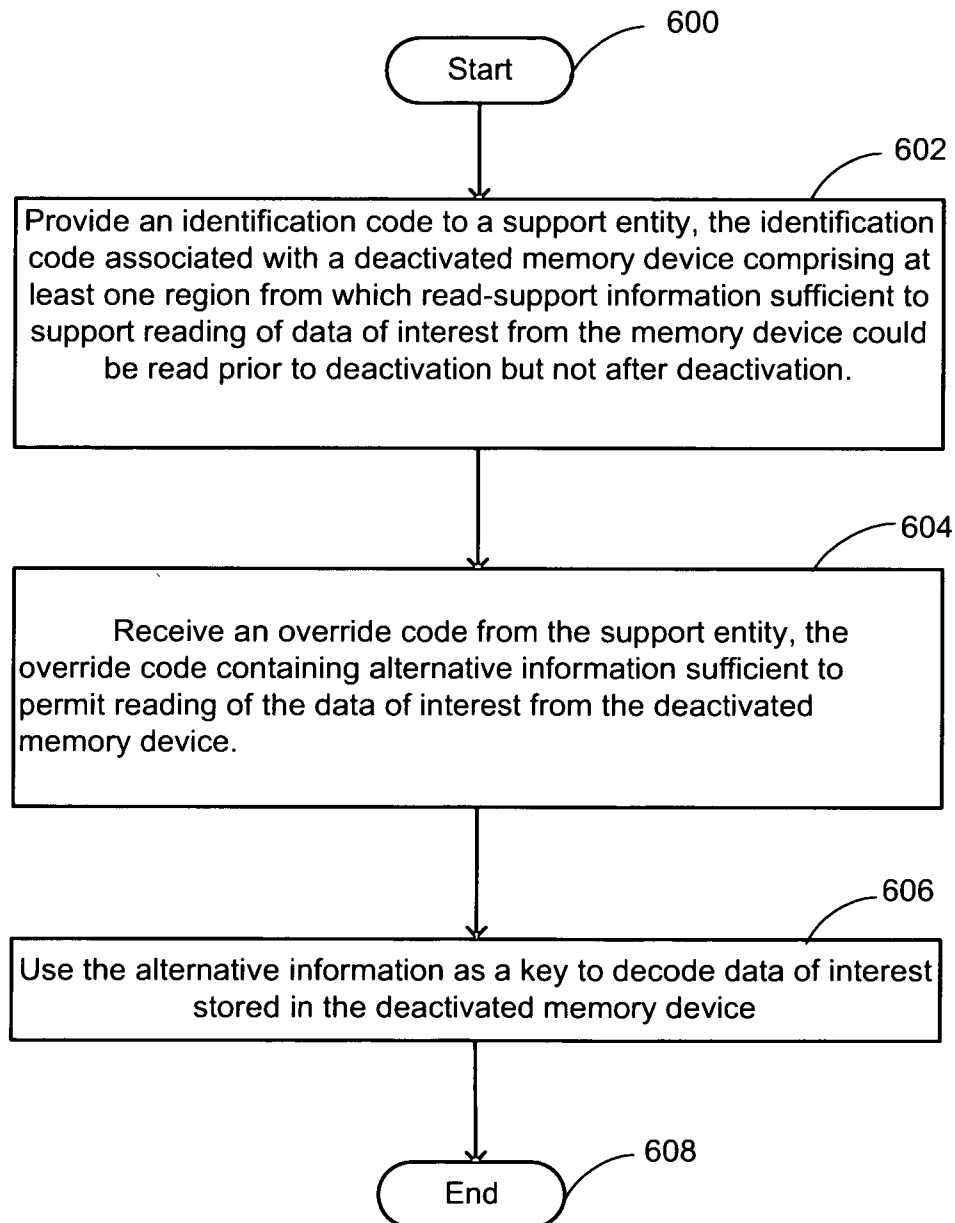 600
Start
602
Provide an identification code to a support entity, the identification
code associated with a deactivated memory device comprising at
least one region from which read-support information sufficient to
support reading of data of interest from the memory device could
be read prior to deactivation but not after deactivation.
604
Receive an override code from the support entity, the
override code containing alternative information sufficient to
permit reading of the data of interest from the deactivated
memory device.
606
Use the alternative information as a key to decode data of interest
stored in the deactivated memory device
608
End